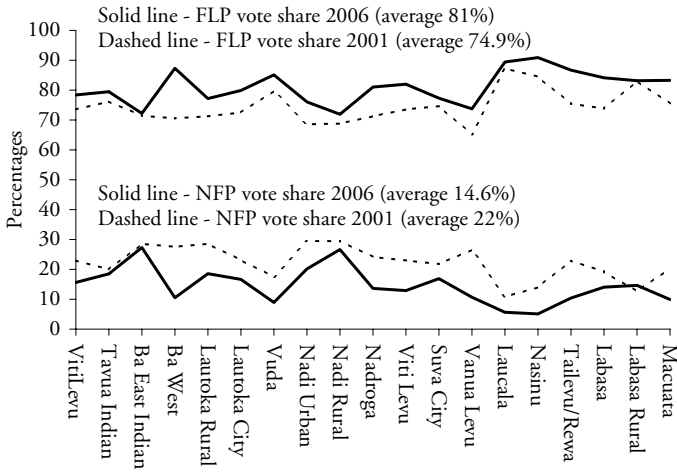 Solid line - FLP vote share 2006 (average 81%)
Dashed line - FLP vote share 2001 (average 74.9%)
100
90
80
70
60
50
40
30
20
10
0
Percentages
Solid line - NFP vote share 2006 (average 14.6%)
Dashed line - NFP vote share 2001 (average 22%)
VitiLevu
Tavua Indian
Ba East Indian
Ba West
Lautoka Rural
Lautoka City
Vuda
Nadi Urban
Nadi Rural
Nadroga
Viti Levu
Suva City
Vanua Levu
Laucala
Nasinu
Tailevu/Rewa
Labasa
Labasa Rural
Macuata